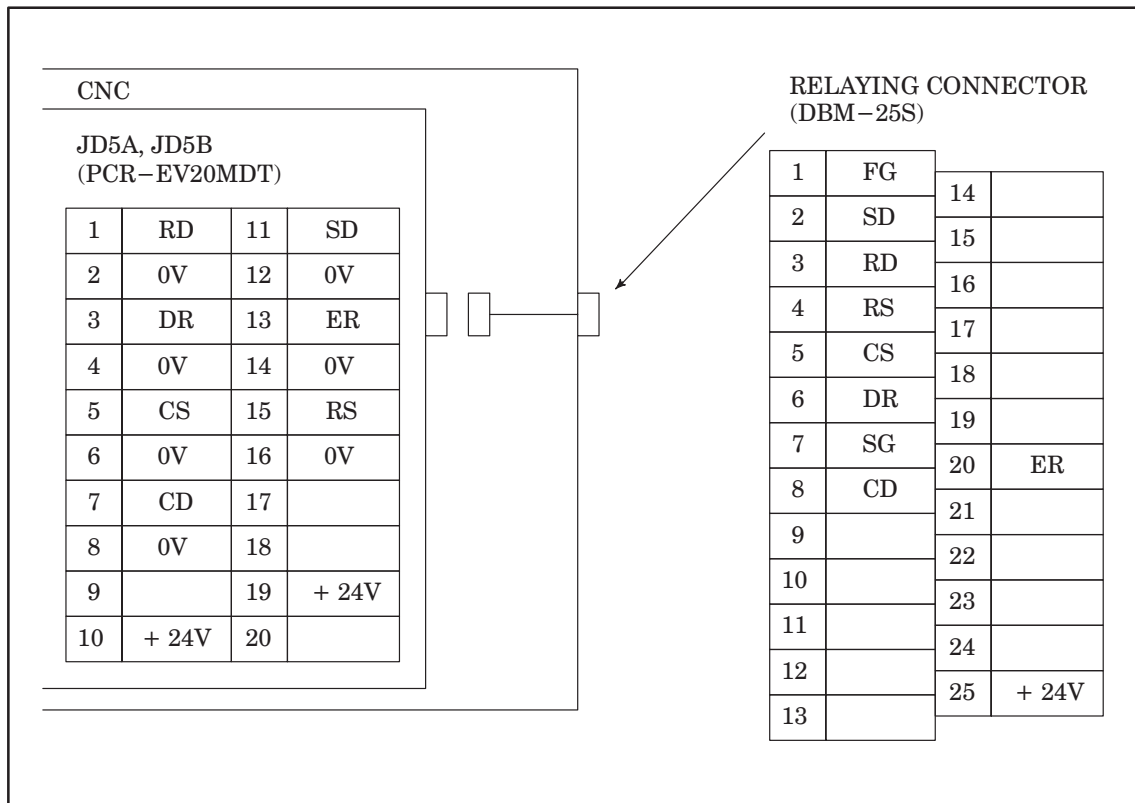 CNC
JD5A, JD5B
(PCR−EV20MDT)
1 RD 11 SD
2 0V 12 0V
3 DR 13 ER
4 0V 14 0V
5 CS 15 RS
6 0V 16 0V
7 CD 17
8 0V 18
9 19 + 24V
10 + 24V 20
RELAYING CONNECTOR
(DBM−25S)
1 FG
2 SD
3 RD
4 RS
5 CS
6 DR
7 SG
8 CD
9
10
11
12
13
14
15
16
17
18
19
20 ER
21
22
23
24
25 + 24V